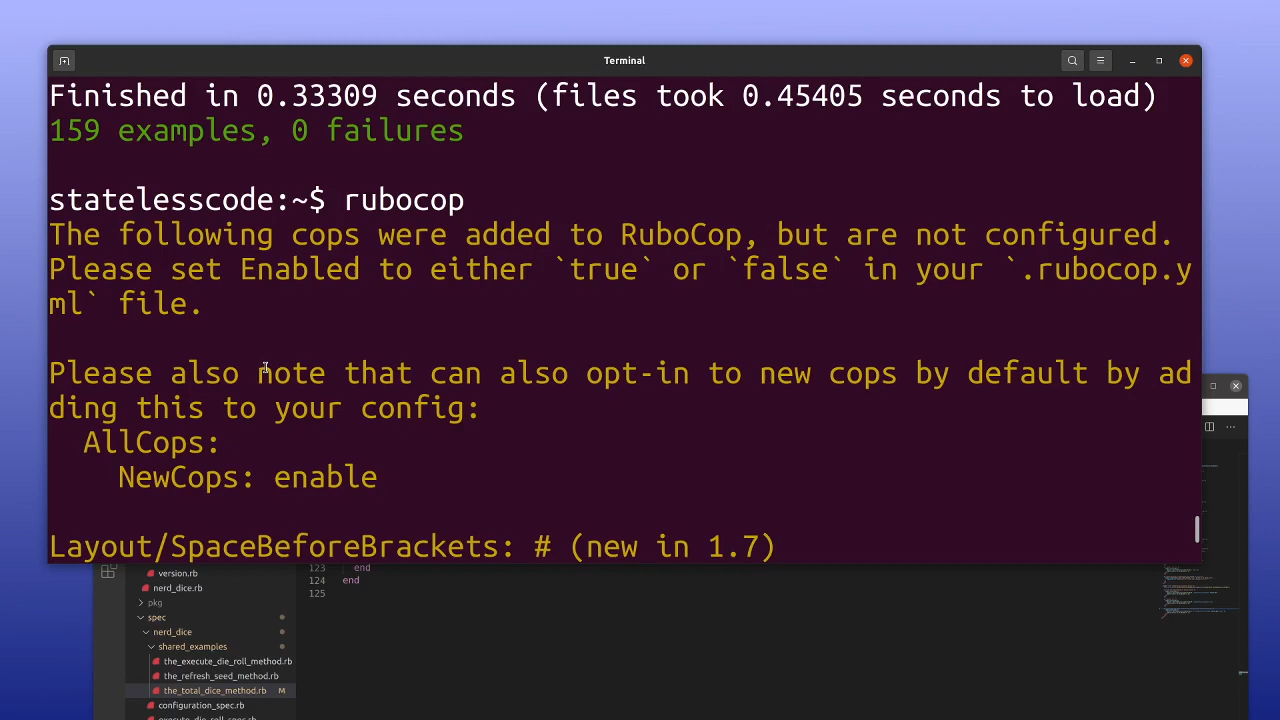 Terminal
Finished in 0.33309 seconds (files took 0.45405 seconds to load)
159 examples, 0 failures
statelesscode:~$ rubocop
The following cops were added to RuboCop, but are not configured.
Please set Enabled to either `true` or `false` in your `.rubocop.y
ml` file.
Please also note that can also opt-in to new cops by default by ad
ding this to your config:
AllCops:
NewCops: enable
Layout/SpaceBeforeBrackets: # (new in 1.7)
version.rb
nerd_dice.rb
pkg
spec
nerd_dice
shared_examples
the_execute_die_roll_method.rb
the_refresh_seed_method.rb
the_total_dice_method.rb M
configuration_spec.rb
execute_die_roll_spec.rb
123 end
124 end
125